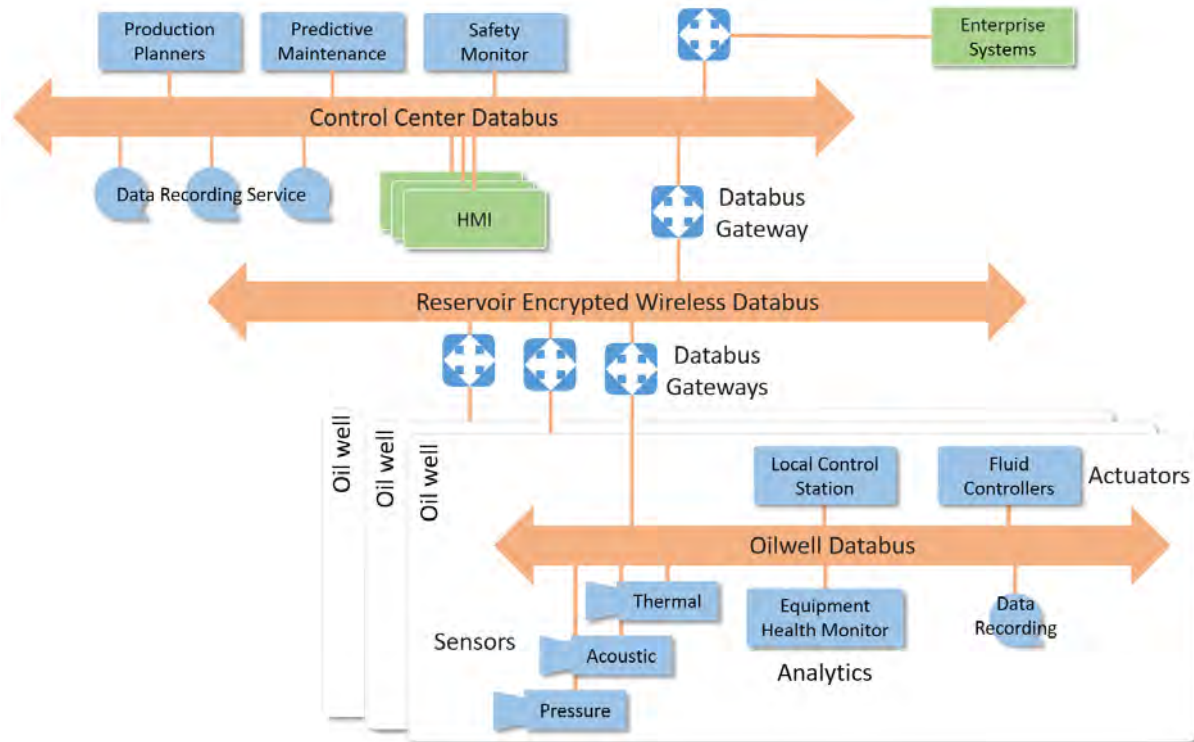 Production
Planners
Predictive
Maintenance
Safety
Monitor
Enterprise
Systems
Control Center Databus
Data Recording Service
HMI
Databus
Gateway
Reservoir Encrypted Wireless Databus
Databus
Gateways
Oil well
Oil well
Oil well
Local Control
Station
Fluid
Controllers
Actuators
Oilwell Databus
Thermal
Equipment
Health Monitor
Data
Recording
Sensors
Acoustic
Analytics
Pressure